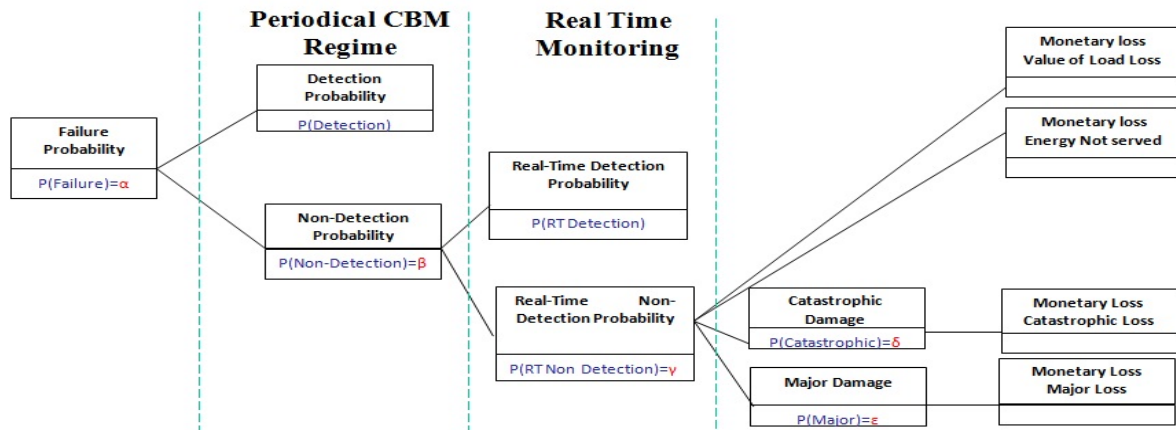 Periodical CBM
Regime
Real Time
Monitoring
Failure
Probability
P(Failure)=α
Detection
Probability
P(Detection)
Non-Detection
Probability
P(Non-Detection)=β
Real-Time Detection
Probability
P(RT Detection)
Real-Time Non-
Detection Probability
P(RT Non Detection)=γ
Catastrophic
Damage
P(Catastrophic)=δ
Major Damage
P(Major)=ε
Monetary loss
Value of Load Loss
Monetary loss
Energy Not served
Monetary Loss
Catastrophic Loss
Monetary Loss
Major Loss